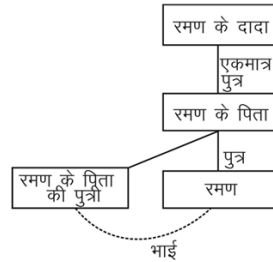 रमण के दादा
एकमात्र
पुत्र
रमण के पिता
पुत्र
रमण के पिता
की पुत्री
रमण
भाई